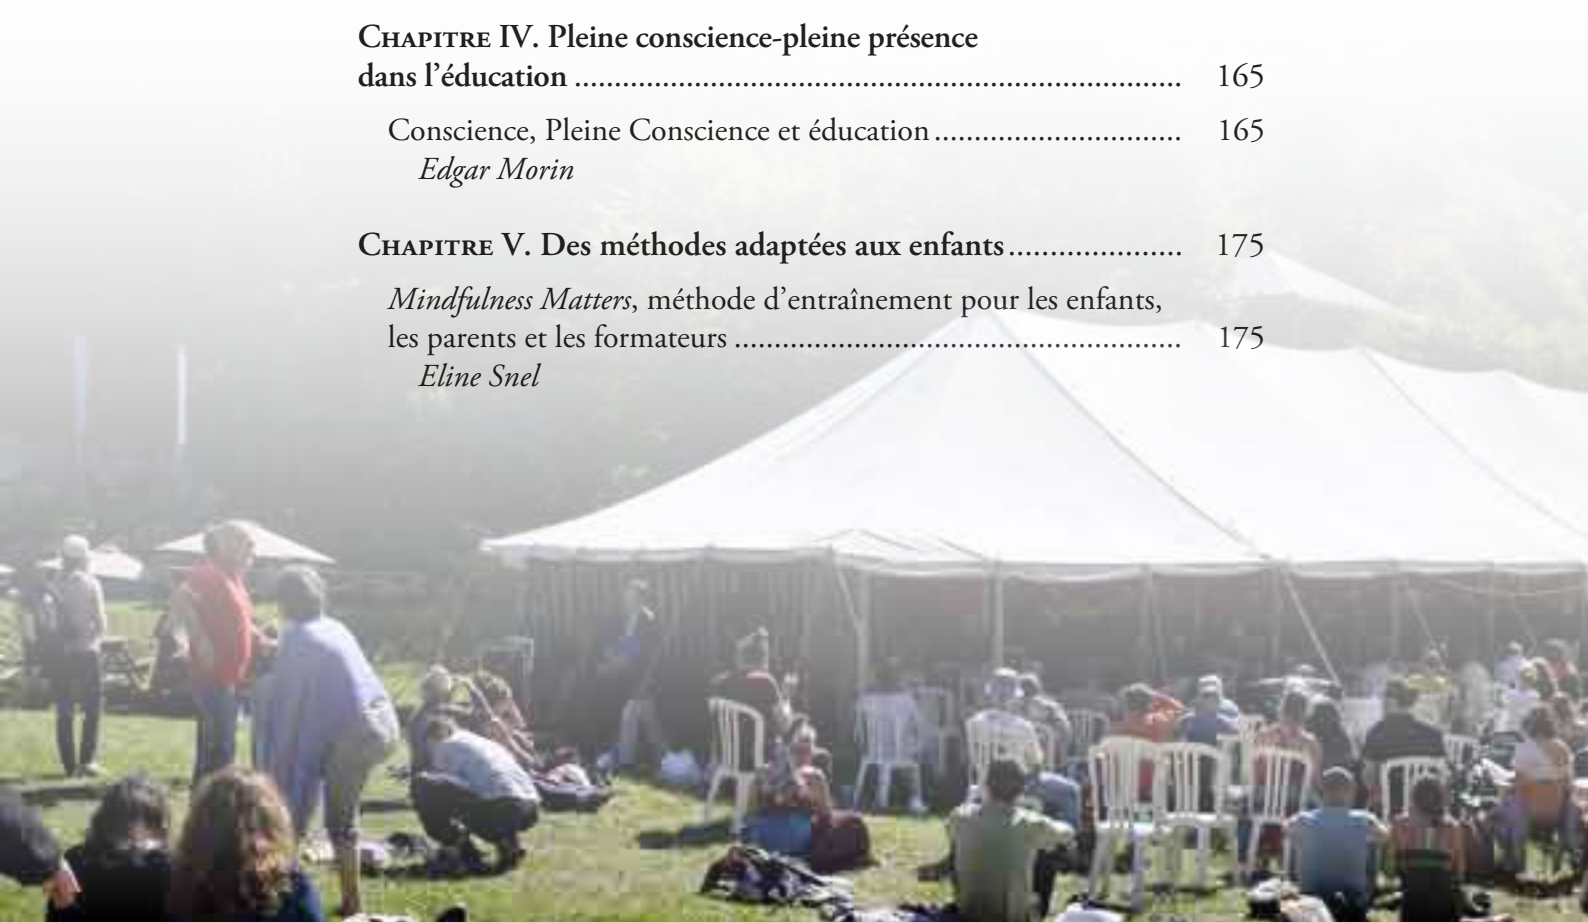 CHAPITRE IV. Pleine conscience-pleine présence
dans l’éducation ........................................................................... 165
Conscience, Pleine Conscience et éducation .............................. 165
Edgar Morin
CHAPITRE V. Des méthodes adaptées aux enfants .................... 175
Mindfulness Matters, méthode d’entraînement pour les enfants,
les parents et les formateurs ...................................................... 175
Eline Snel